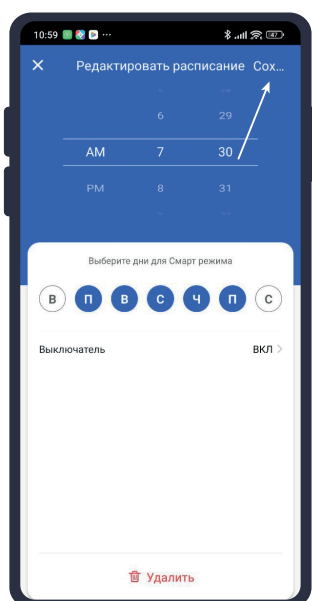 10:59 ... 37
Редактировать расписание Сох...
6 29
AM 7 30
PM 8 31
Выберите дни для Смарт режима
В П В С Ч П С
Выключатель ВКЛ
Удалить